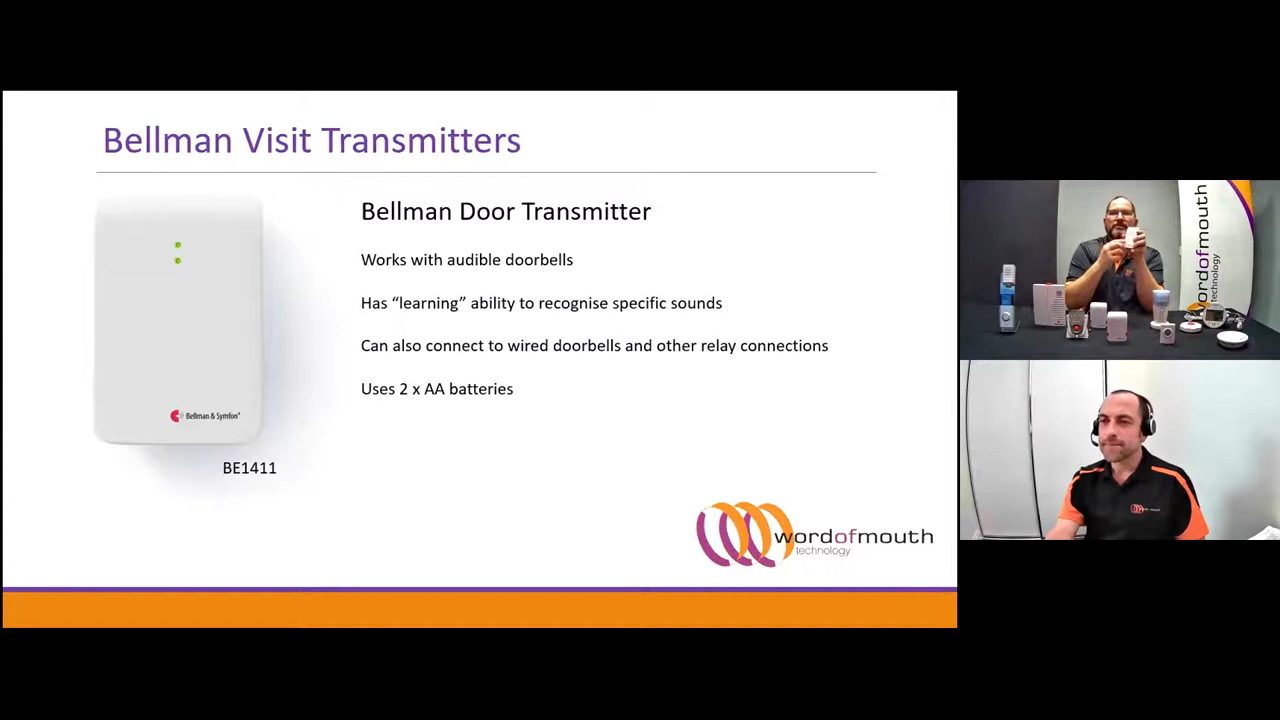 Bellman Visit Transmitters
Bellman Door Transmitter
Works with audible doorbells
Has “learning” ability to recognise specific sounds
Can also connect to wired doorbells and other relay connections
Uses 2 x AA batteries
Bellman & Symfon®
BE1411
wordofmouth
technology
wordofmouth
technology